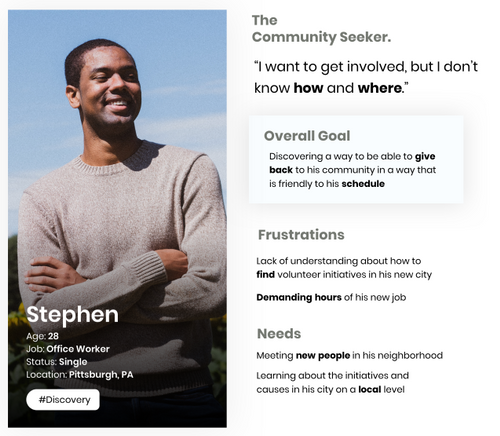 The
Community Seeker.
“I want to get involved, but I don’t
know how and where.”
Overall Goal
Discovering a way to be able to give
back to his community in a way that
is friendly to his schedule
Frustrations
Lack of understanding about how to
find volunteer initiatives in his new city
Demanding hours of his new job
Needs
Meeting new people in his neighborhood
Learning about the initiatives and
causes in his city on a local level
Stephen
Age: 28
Job: Office Worker
Status: Single
Location: Pittsburgh, PA
#Discovery